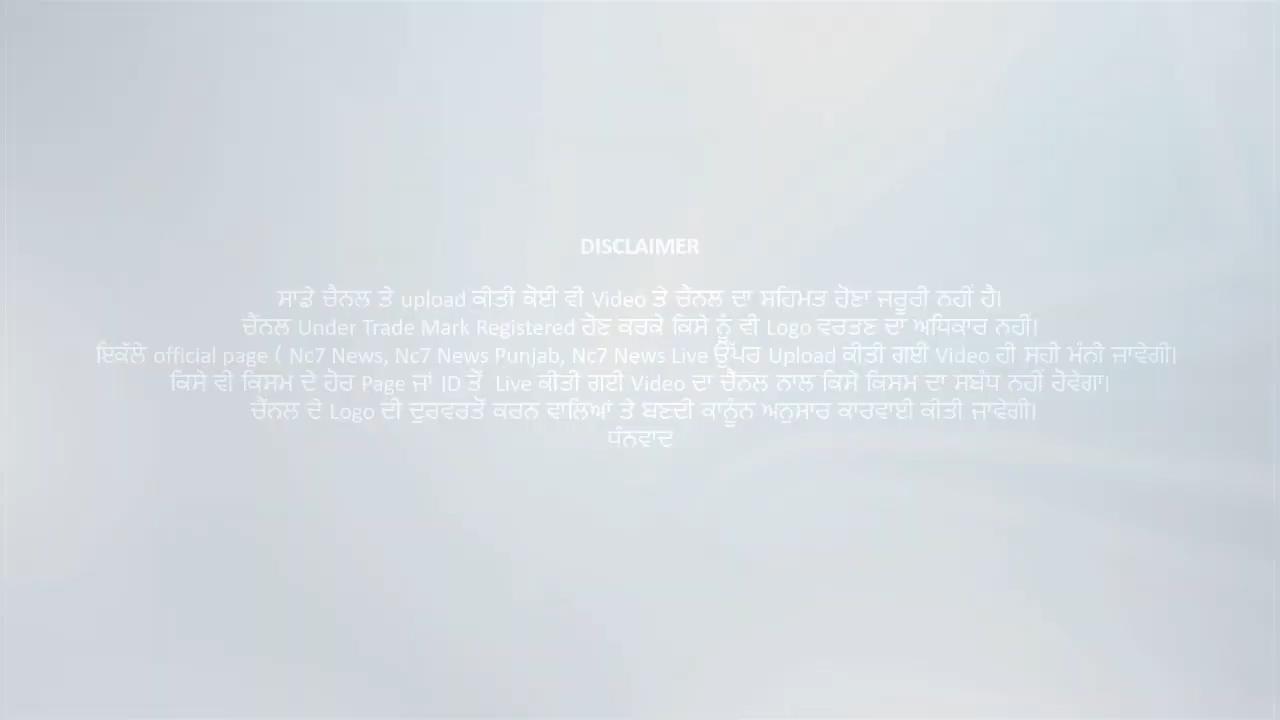 DISCLAIMER
ਸਾਡੇ ਚੈਨਲ ਤੇ upload ਕੀਤੀ ਕੋਈ ਵੀ Video ਤੇ ਚੈਨਲ ਦਾ ਸਹਿਮਤ ਹੋਣਾ ਜਰੂਰੀ ਨਹੀਂ ਹੈ।
ਚੈਂਨਲ Under Trade Mark Registered ਹੋਣ ਕਰਕੇ ਕਿਸੇ ਨੂੰ ਵੀ Logo ਵਰਤਣ ਦਾ ਅਧਿਕਾਰ ਨਹੀਂ।
ਇਕੱਲੇ official page ( Nc7 News, Nc7 News Punjab, Nc7 News Live ਉੱਪਰ Upload ਕੀਤੀ ਗਈ Video ਹੀ ਸਹੀ ਮੰਨੀ ਜਾਵੇਗੀ।
ਕਿਸੇ ਵੀ ਕਿਸਮ ਦੇ ਹੋਰ Page ਜਾਂ ID ਤੋਂ Live ਕੀਤੀ ਗਈ Video ਦਾ ਚੈਨਲ ਨਾਲ ਕਿਸੇ ਕਿਸਮ ਦਾ ਸਬੰਧ ਨਹੀਂ ਹੋਵੇਗਾ।
ਚੈਂਨਲ ਦੇ Logo ਦੀ ਦੁਰਵਰਤੋਂ ਕਰਨ ਵਾਲਿਆਂ ਤੇ ਬਣਦੀ ਕਾਨੂੰਨ ਅਨੁਸਾਰ ਕਾਰਵਾਈ ਕੀਤੀ ਜਾਵੇਗੀ।
ਧੰਨਵਾਦ